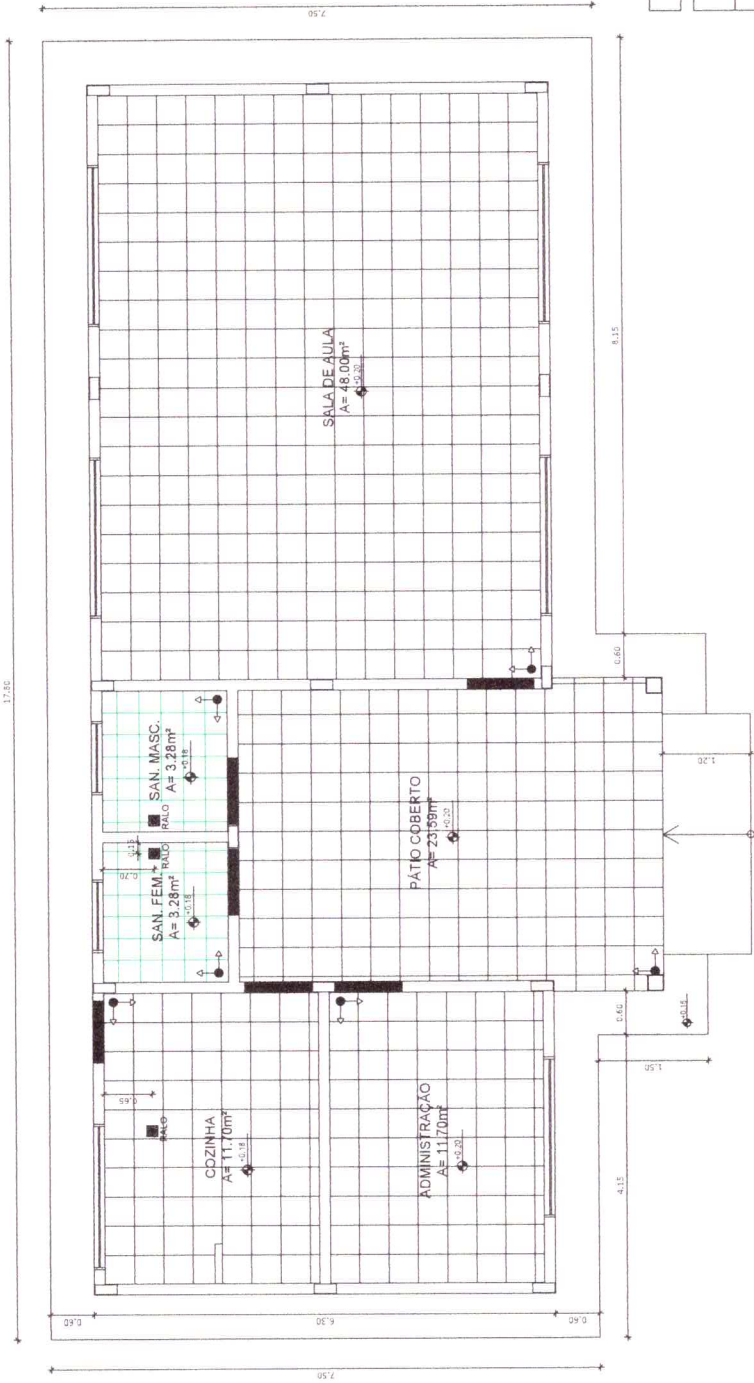 7.50
17.80
SALA DE AULA
A= 48.00m²
+0.20
8.15
SAN. MASC.
A= 3.28m²
+0.18
RALO
0.15
0.70
SAN. FEM.
A= 3.28m²
+0.18
RALO
PÁTIO COBERTO
A= 23.59m²
+0.20
0.60
1.20
0.60
+0.15
1.50
COZINHA
A= 11.70m²
+0.18
RALO
0.65
ADMINISTRAÇÃO
A= 11.70m²
+0.20
4.15
0.60
6.30
0.60
7.50